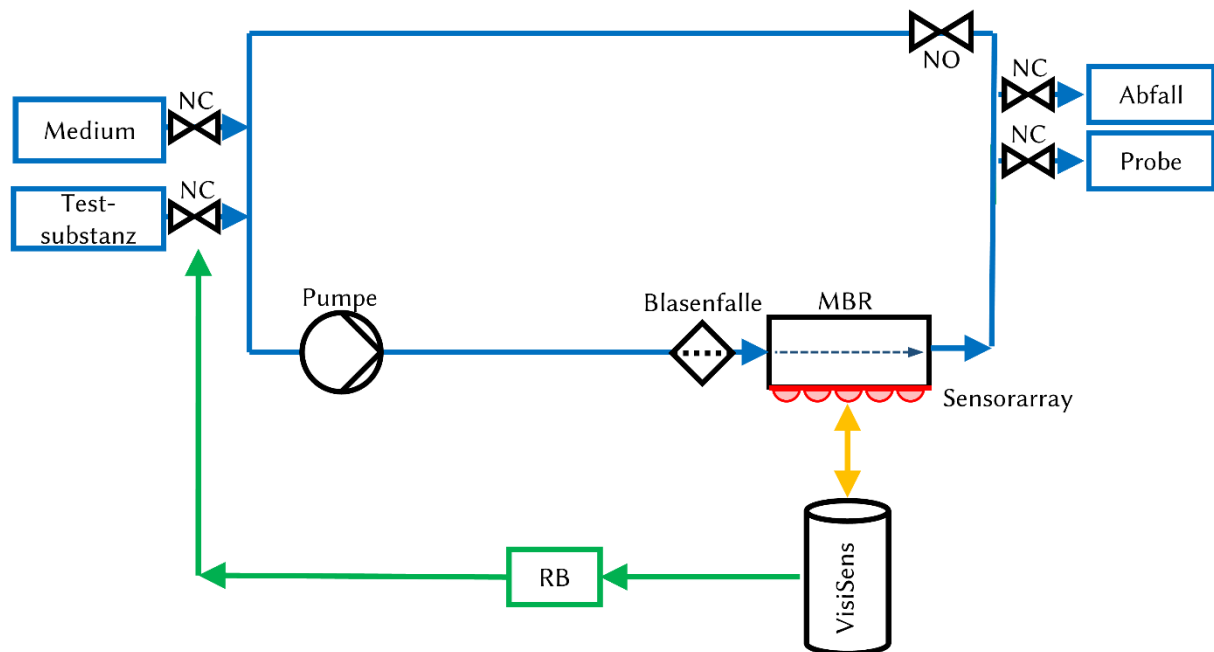 NO
NC
Medium
NC
Abfall
NC
Probe
NC
Test-
substanz
Pumpe
Blasenfalle
MBR
Sensorarray
RB
VisiSens